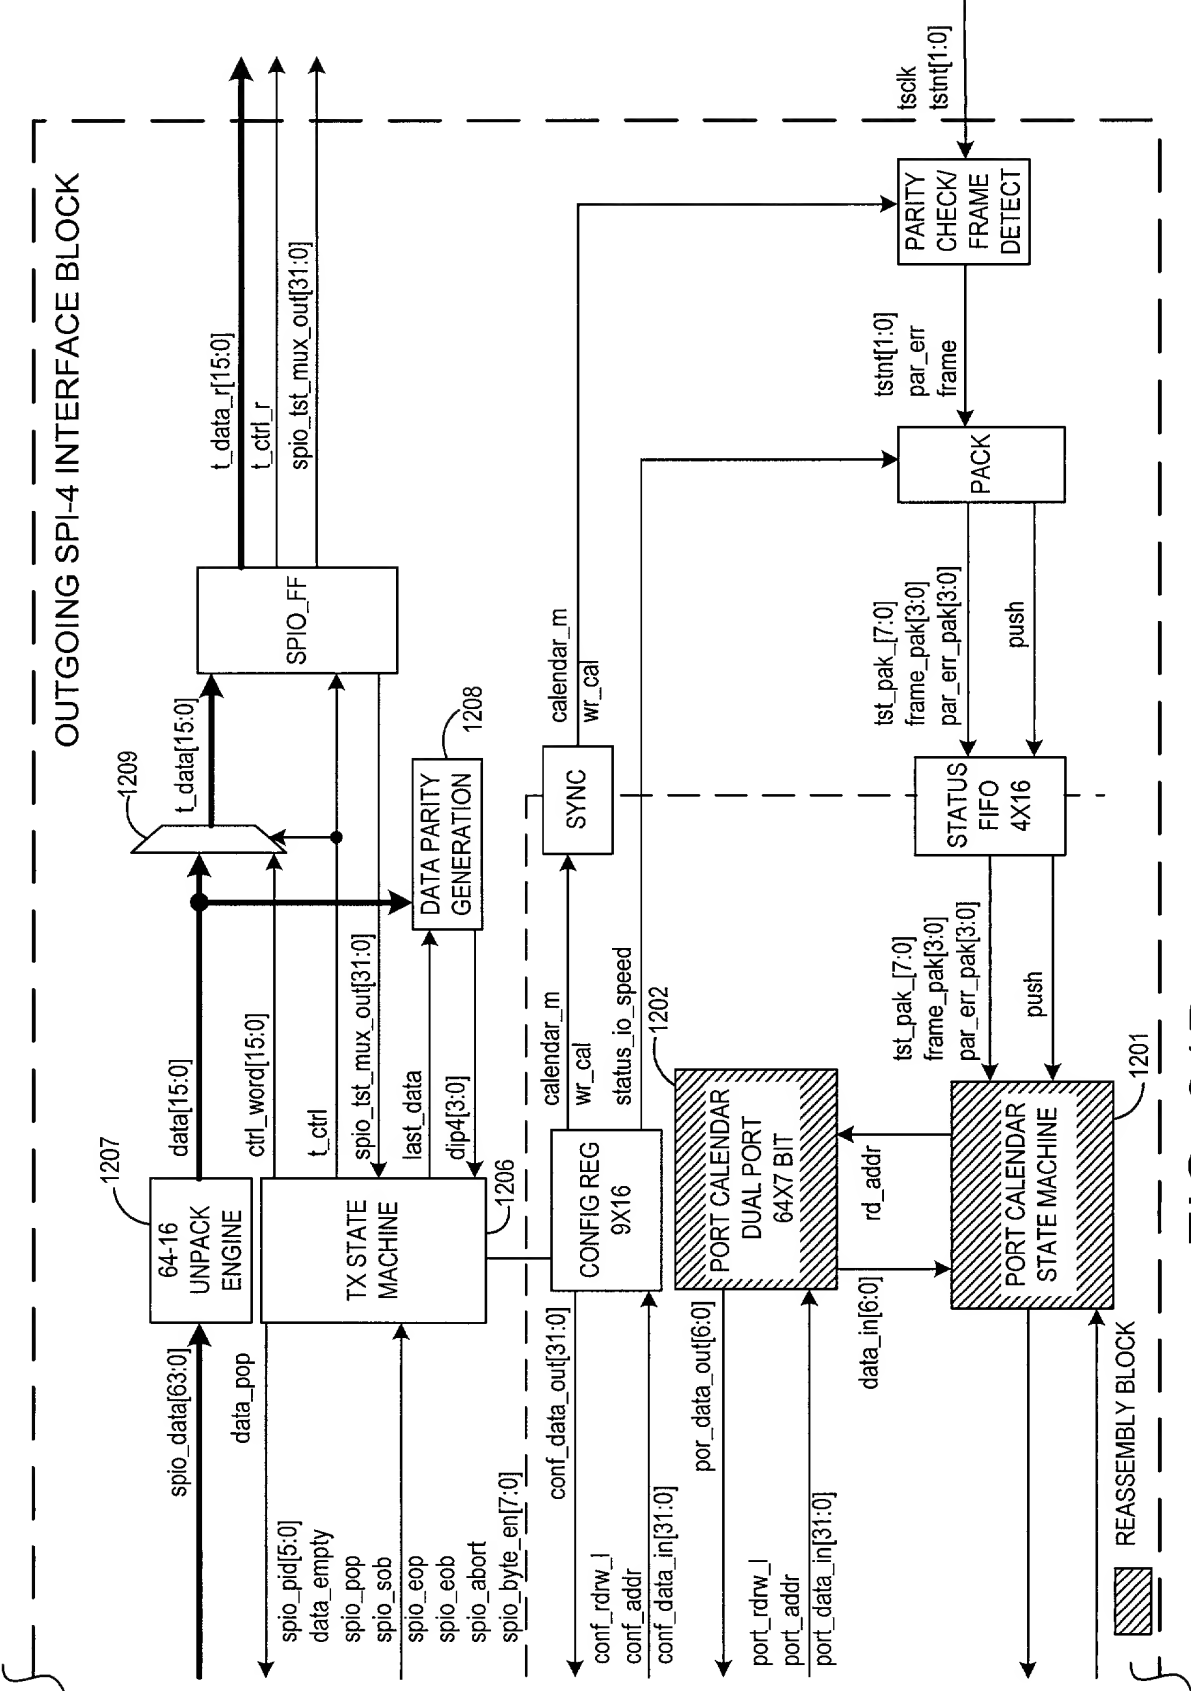 OUTGOING SPI-4 INTERFACE BLOCK
spio_data[63:0]
1207
64-16
UNPACK
ENGINE
data[15:0]
1209
t_data[15:0]
SPIO_FF
t_data_r[15:0]
t_ctrl_r
spio_tst_mux_out[31:0]
data_pop
spio_pid[5:0]
data_empty
spio_pop
spio_sob
spio_eop
spio_eob
spio_abort
spio_byte_en[7:0]
TX STATE
MACHINE
1206
ctrl_word[15:0]
t_ctrl
spio_tst_mux_out[31:0]
last_data
dip4[3:0]
DATA PARITY
GENERATION
1208
conf_data_out[31:0]
conf_rdrw_l
conf_addr
conf_data_in[31:0]
CONFIG REG
9X16
calendar_m
wr_cal
status_io_speed
SYNC
calendar_m
wr_cal
por_data_out[6:0]
port_rdrw_l
port_addr
port_data_in[31:0]
PORT CALENDAR
DUAL PORT
64X7 BIT
1202
data_in[6:0]
rd_addr
PORT CALENDAR
STATE MACHINE
1201
tst_pak_[7:0]
frame_pak[3:0]
par_err_pak[3:0]
push
STATUS
FIFO
4X16
tst_pak_[7:0]
frame_pak[3:0]
par_err_pak[3:0]
push
PACK
tstnt[1:0]
par_err
frame
PARITY
CHECK/
FRAME
DETECT
tsclk
tstnt[1:0]
REASSEMBLY BLOCK